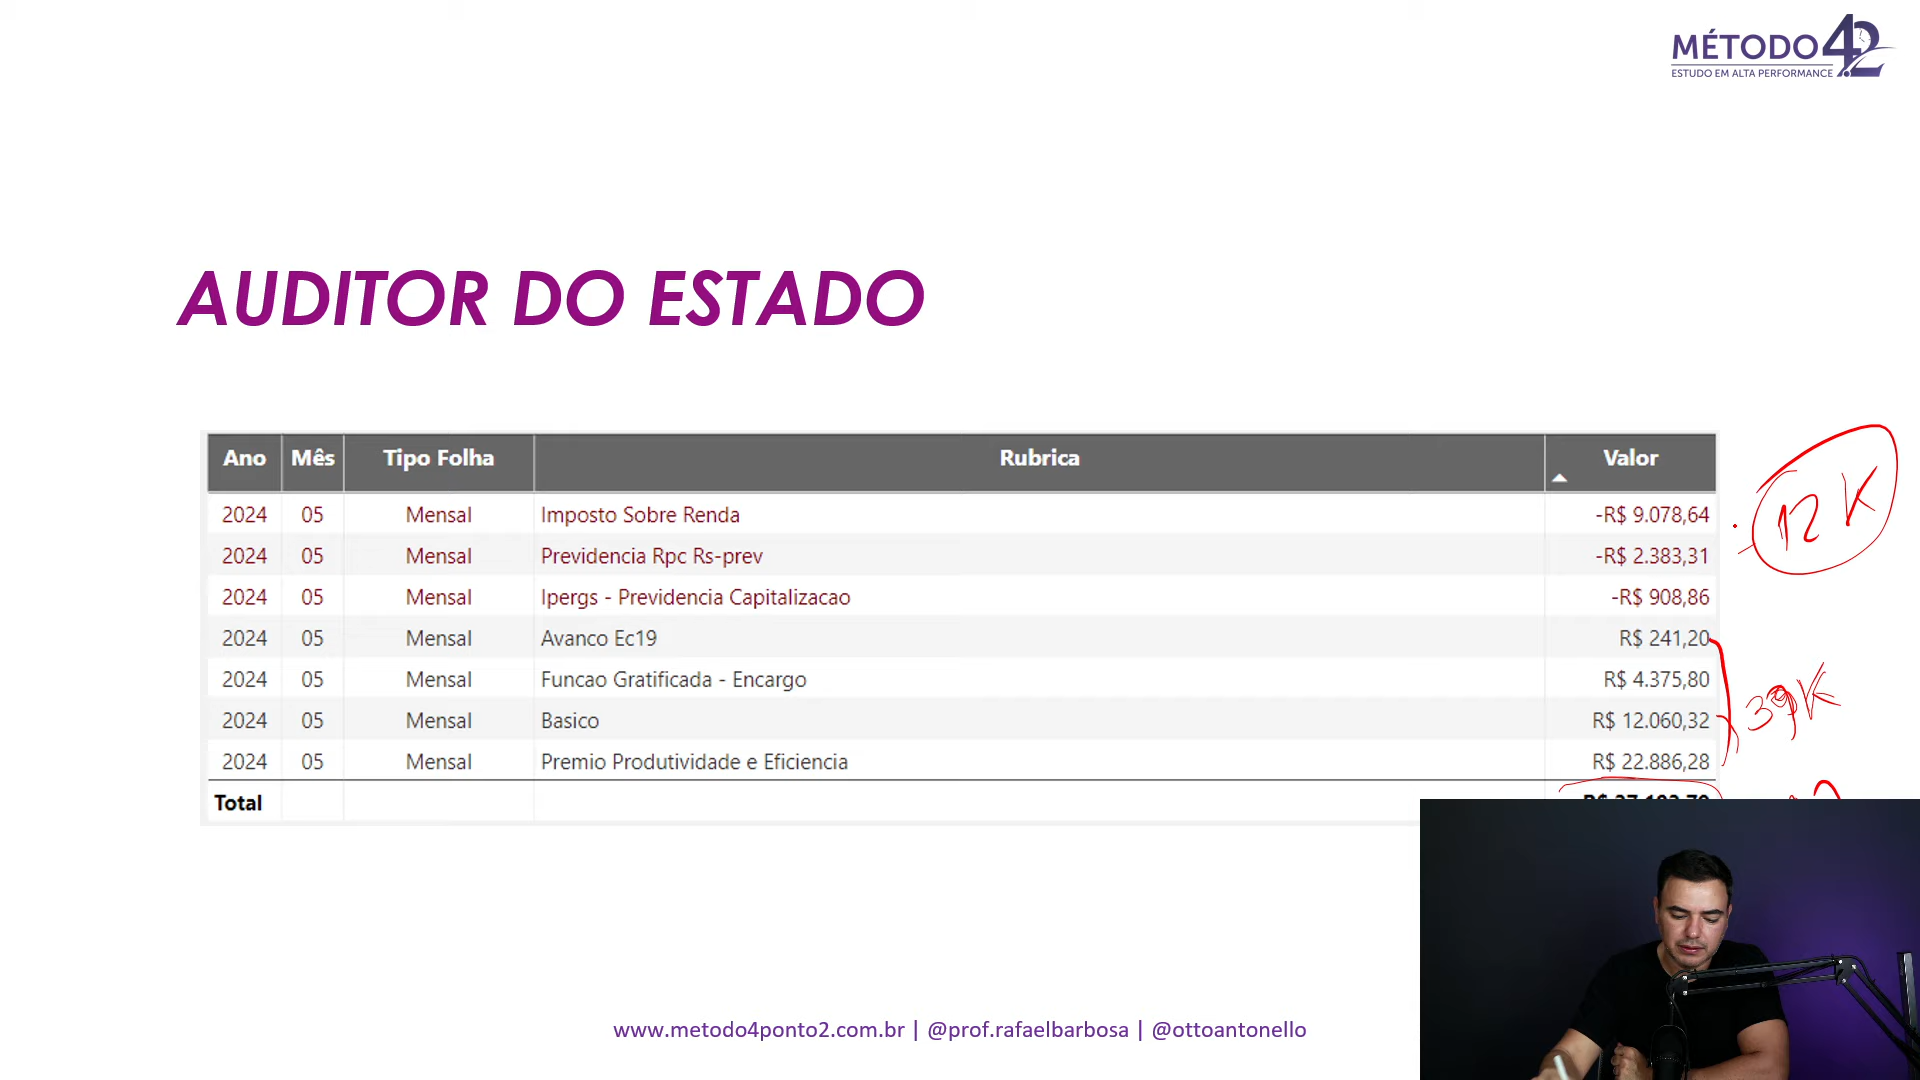 MÉTODO 4.2
ESTUDO EM ALTA PERFORMANCE
AUDITOR DO ESTADO
Ano Mês Tipo Folha Rubrica Valor
2024 05 Mensal Imposto Sobre Renda -R$ 9.078,64
2024 05 Mensal Previdencia Rpc Rs-prev -R$ 2.383,31
2024 05 Mensal Ipergs - Previdencia Capitalizacao -R$ 908,86
2024 05 Mensal Avanco Ec19 R$ 241,20
2024 05 Mensal Funcao Gratificada - Encargo R$ 4.375,80
2024 05 Mensal Basico R$ 12.060,32
2024 05 Mensal Premio Produtividade e Eficiencia R$ 22.886,28
Total
12K
39K
www.metodo4ponto2.com.br | @prof.rafaelbarbosa | @ottoantonello